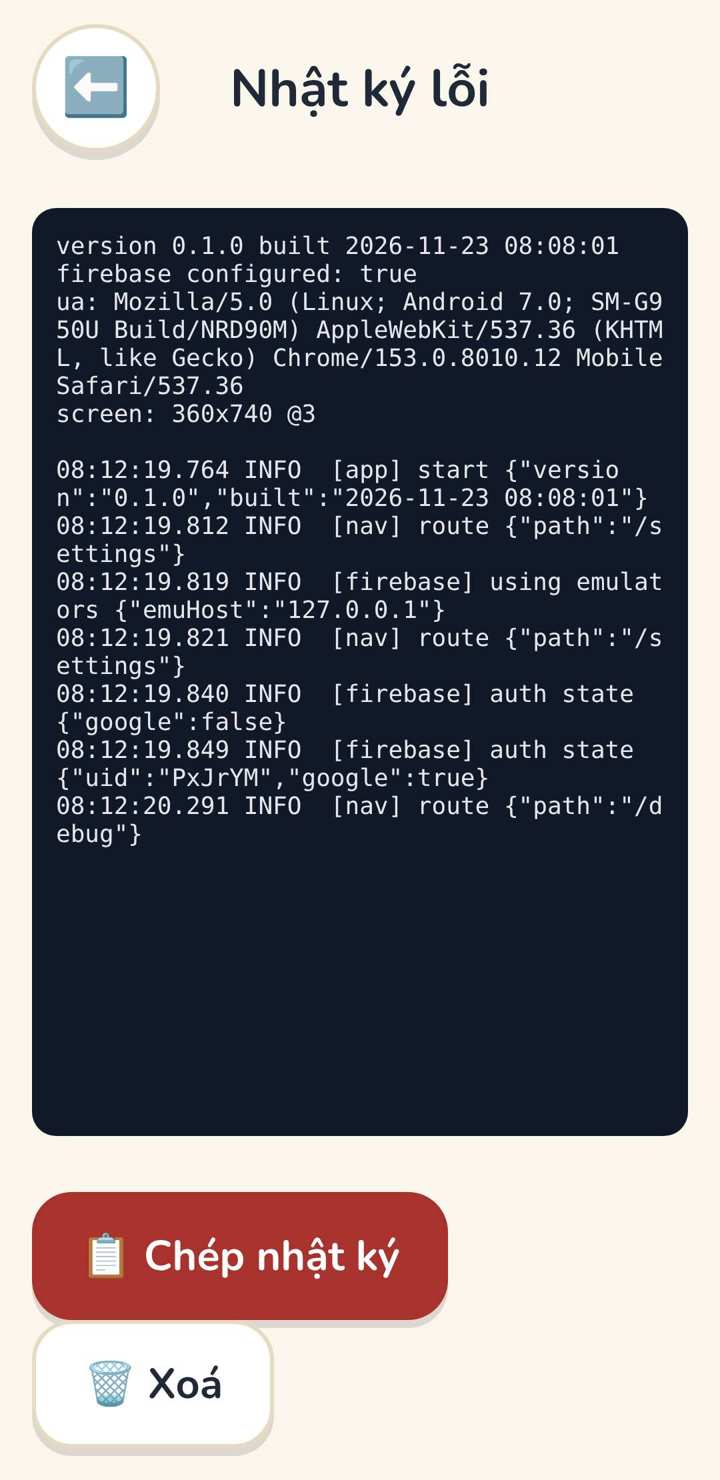 Nhật ký lỗi
version 0.1.0 built 2026-11-23 08:08:01
firebase configured: true
ua: Mozilla/5.0 (Linux; Android 7.0; SM-G9
50U Build/NRD90M) AppleWebKit/537.36 (KHTM
L, like Gecko) Chrome/153.0.8010.12 Mobile
Safari/537.36
screen: 360x740 @3
08:12:19.764 INFO  [app] start {"versio
n":"0.1.0","built":"2026-11-23 08:08:01"}
08:12:19.812 INFO  [nav] route {"path":"/s
ettings"}
08:12:19.819 INFO  [firebase] using emulat
ors {"emuHost":"127.0.0.1"}
08:12:19.821 INFO  [nav] route {"path":"/s
ettings"}
08:12:19.840 INFO  [firebase] auth state
{"google":false}
08:12:19.849 INFO  [firebase] auth state
{"uid":"PxJrYM","google":true}
08:12:20.291 INFO  [nav] route {"path":"/d
ebug"}
Chép nhật ký
Xoá